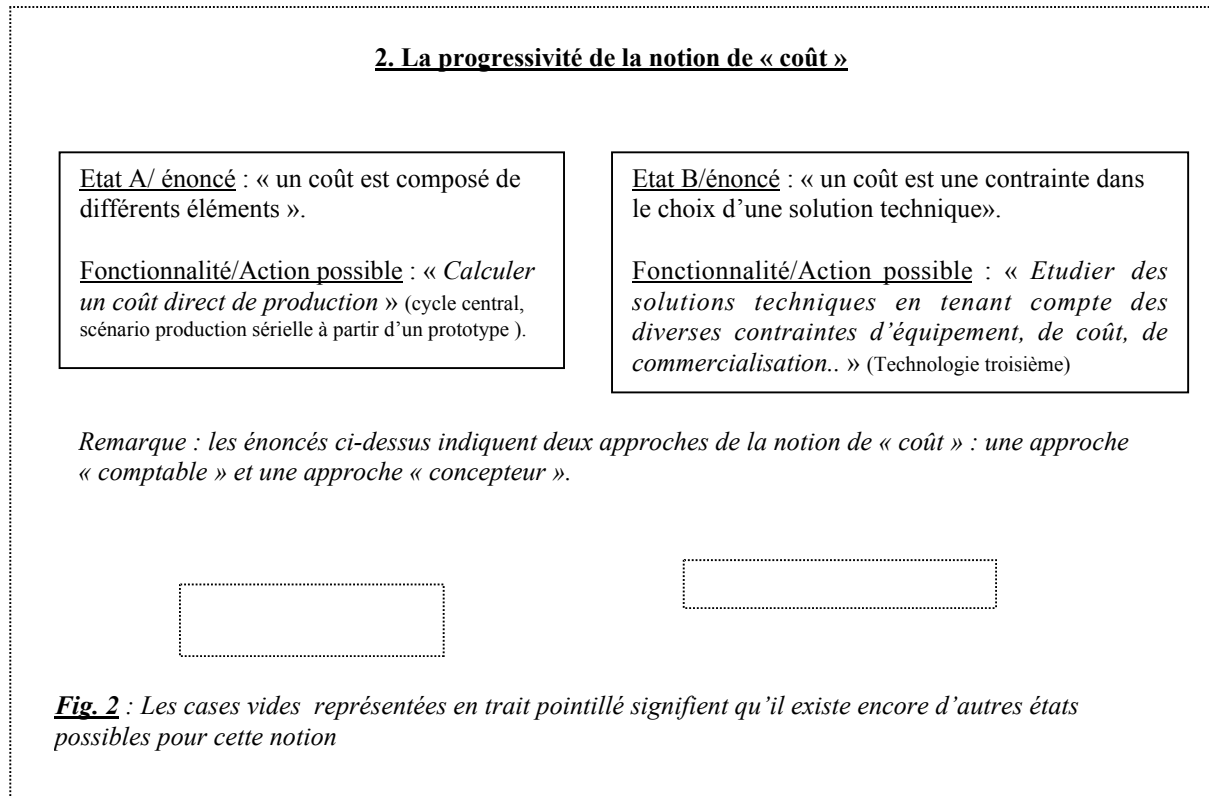 2. La progressivité de la notion de « coût »
Etat A/ énoncé : « un coût est composé de
différents éléments ».
Fonctionnalité/Action possible : « Calculer
un coût direct de production » (cycle central,
scénario production sérielle à partir d’un prototype ).
Etat B/énoncé : « un coût est une contrainte dans
le choix d’une solution technique».
Fonctionnalité/Action possible : « Etudier des
solutions techniques en tenant compte des
diverses contraintes d’équipement, de coût, de
commercialisation.. » (Technologie troisième)
Remarque : les énoncés ci-dessus indiquent deux approches de la notion de « coût » : une approche
« comptable » et une approche « concepteur ».
Fig. 2 : Les cases vides représentées en trait pointillé signifient qu’il existe encore d’autres états
possibles pour cette notion